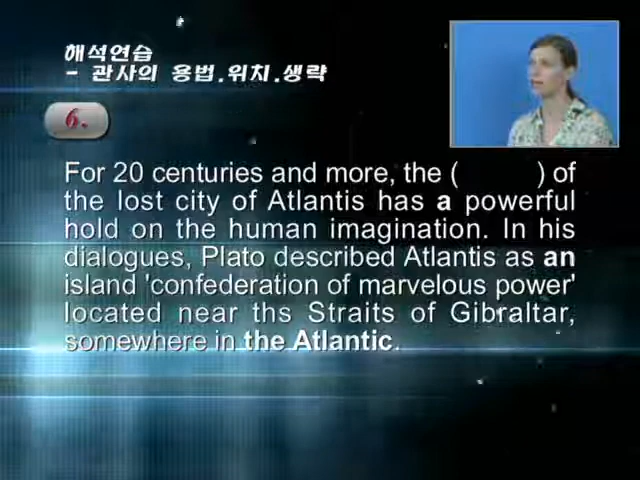 해석연습
- 관사의 용법.위치.생략
6.
For 20 centuries and more, the (          ) of
the lost city of Atlantis has a powerful
hold on the human imagination. In his
dialogues, Plato described Atlantis as an
island 'confederation of marvelous power'
located near ths Straits of Gibraltar,
somewhere in the Atlantic.